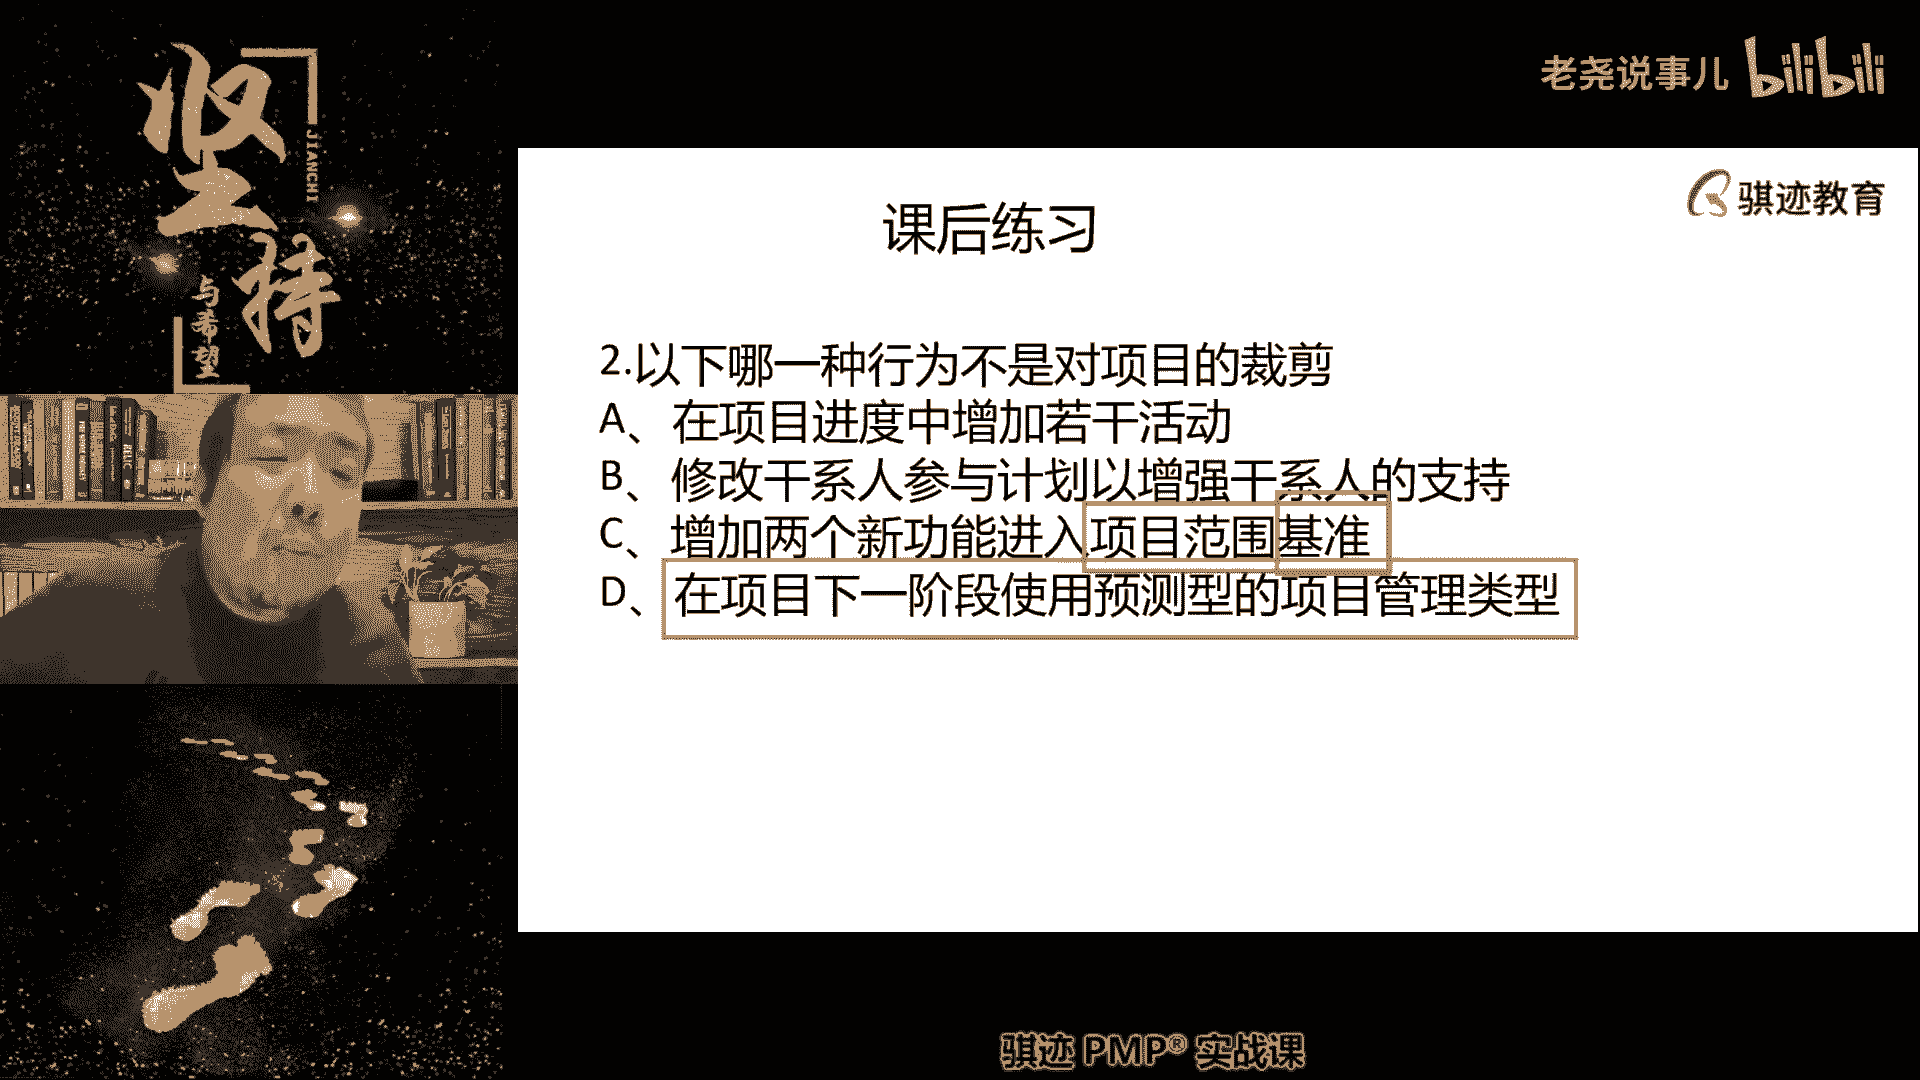 坚持
JIANCHI
与希望
老尧说事儿 bilibili
骐迹教育
课后练习
2.以下哪一种行为不是对项目的裁剪
A、在项目进度中增加若干活动
B、修改干系人参与计划以增强干系人的支持
C、增加两个新功能进入项目范围基准
D、在项目下一阶段使用预测型的项目管理类型
骐迹 PMP® 实战课